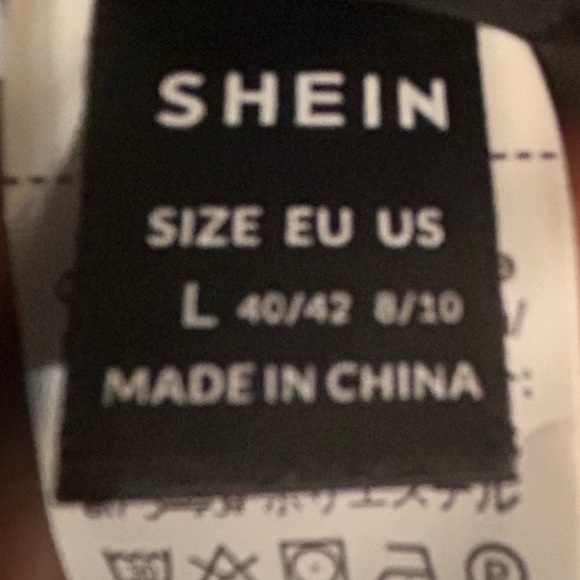 SHEIN
SIZE EU US
L 40/42 8/10
MADE IN CHINA
ポリエステル